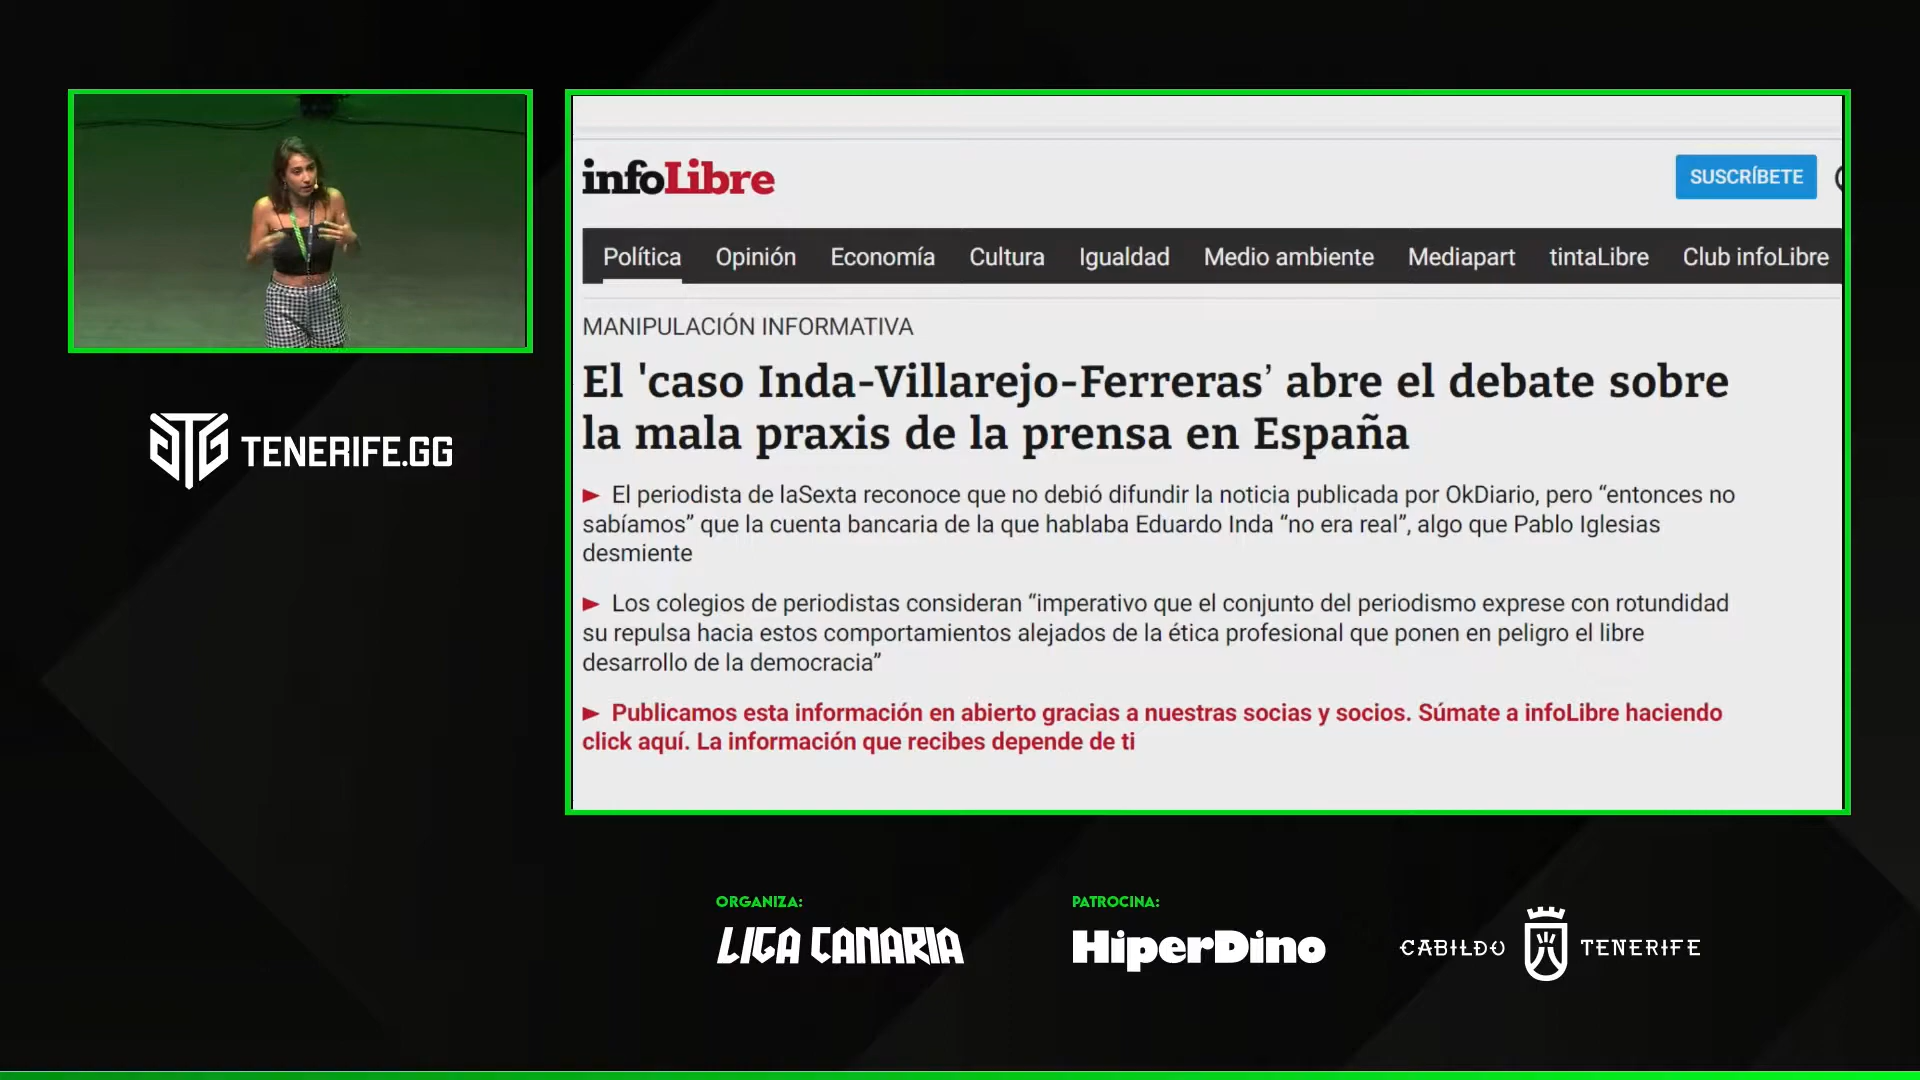 infoLibre
SUSCRÍBETE
Política Opinión Economía Cultura Igualdad Medio ambiente Mediapart tintaLibre Club infoLibre
MANIPULACIÓN INFORMATIVA
El 'caso Inda-Villarejo-Ferreras’ abre el debate sobre
la mala praxis de la prensa en España
► El periodista de laSexta reconoce que no debió difundir la noticia publicada por OkDiario, pero “entonces no
sabíamos” que la cuenta bancaria de la que hablaba Eduardo Inda “no era real”, algo que Pablo Iglesias
desmiente
► Los colegios de periodistas consideran “imperativo que el conjunto del periodismo exprese con rotundidad
su repulsa hacia estos comportamientos alejados de la ética profesional que ponen en peligro el libre
desarrollo de la democracia”
► Publicamos esta información en abierto gracias a nuestras socias y socios. Súmate a infoLibre haciendo
click aquí. La información que recibes depende de ti
TENERIFE.GG
ORGANIZA:
LIGA CANARIA
PATROCINA:
HiperDino
CABILDO TENERIFE